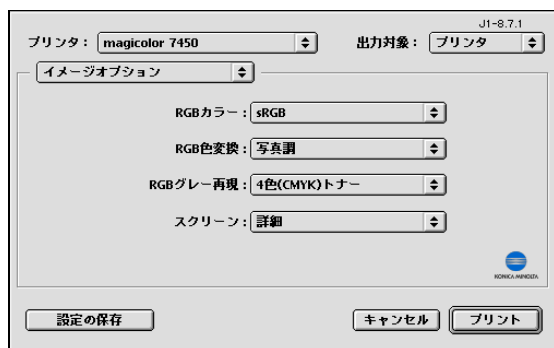 J1-8.7.1
プリンタ： magicolor 7450 出力対象： プリンタ
イメージオプション
RGBカラー： sRGB
RGB色変換： 写真調
RGBグレー再現： 4色(CMYK)トナー
スクリーン： 詳細
KONICA MINOLTA
設定の保存 キャンセル プリント